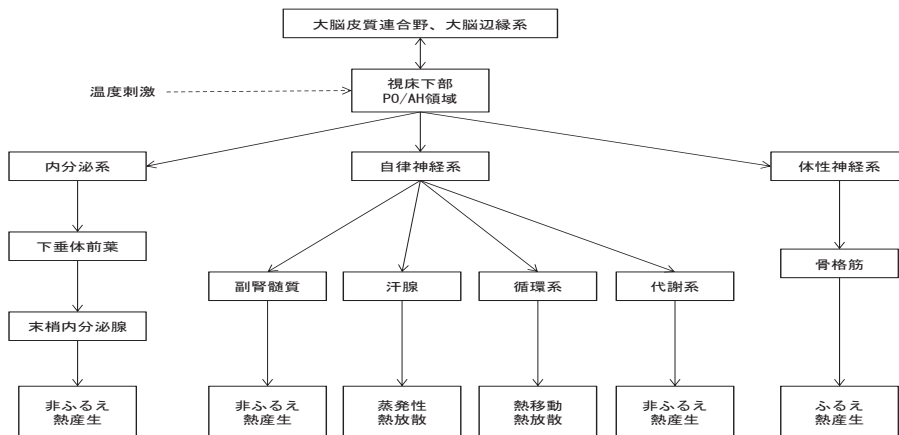 大脳皮質連合野、大脳辺縁系
温度刺激
視床下部
PO/AH領域
内分泌系
自律神経系
体性神経系
下垂体前葉
骨格筋
副腎髄質
汗腺
循環系
代謝系
末梢内分泌腺
非ふるえ
熱産生
非ふるえ
熱産生
蒸発性
熱放散
熱移動
熱放散
非ふるえ
熱産生
ふるえ
熱産生